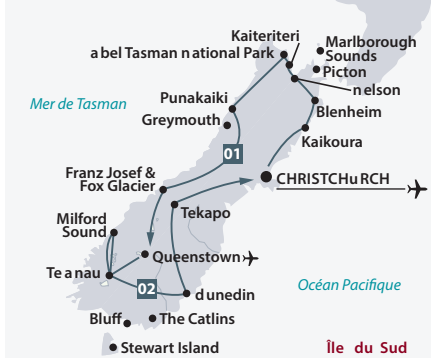 Kaiteriteri
abel Tasman national Park
Marlborough
Sounds
Picton
nelson
Mer de Tasman
Punakaiki
Greymouth
Blenheim
Kaikoura
01
Franz Josef &
Fox Glacier
CHRISTCHuRCH
Tekapo
Milford
Sound
Queenstown
Te anau
02
Océan Pacifique
dunedin
Bluff
The Catlins
Stewart Island
Île du Sud